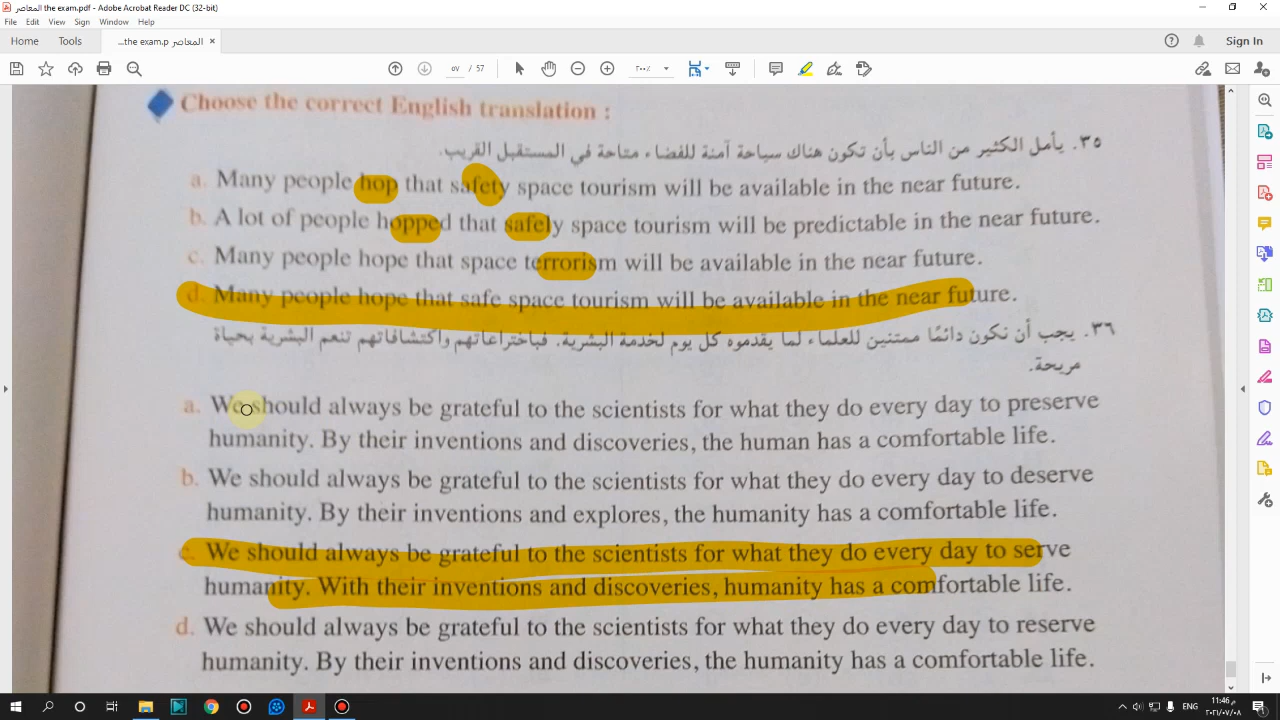 المعاصر the exam.pdf - Adobe Acrobat Reader DC (32-bit)
File Edit View Sign Window Help
Home Tools ...the exam.p المعاصر × Sign In
٥٧ / 57 ٢٠٠٪
Choose the correct English translation :
٣٥. يأمل الكثير من الناس بأن تكون هناك سياحة آمنة للفضاء متاحة في المستقبل القريب.
a. Many people hop that safety space tourism will be available in the near future.
b. A lot of people hopped that safely space tourism will be predictable in the near future.
c. Many people hope that space terrorism will be available in the near future.
d. Many people hope that safe space tourism will be available in the near future.
٣٦. يجب أن نكون دائمًا ممتنين للعلماء لما يقدموه كل يوم لخدمة البشرية. فباختراعاتهم واكتشافاتهم تنعم البشرية بحياة
مريحة.
a. We should always be grateful to the scientists for what they do every day to preserve
humanity. By their inventions and discoveries, the human has a comfortable life.
b. We should always be grateful to the scientists for what they do every day to deserve
humanity. By their inventions and explores, the humanity has a comfortable life.
c. We should always be grateful to the scientists for what they do every day to serve
humanity. With their inventions and discoveries, humanity has a comfortable life.
d. We should always be grateful to the scientists for what they do every day to reserve
humanity. By their inventions and discoveries, the humanity has a comfortable life.
ENG
11:46 م
٢٠٢١/٠٧/٠٨